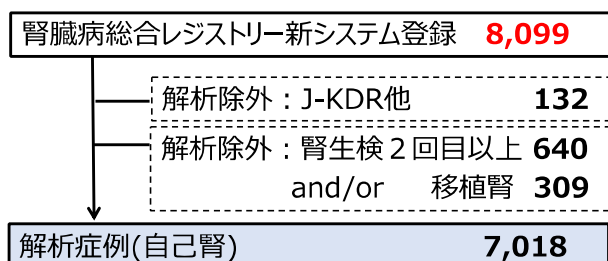 腎臓病総合レジストリー新システム登録 8,099
解析除外：J-KDR他 132
解析除外：腎生検２回目以上 640
and/or 移植腎 309
解析症例(自己腎) 7,018